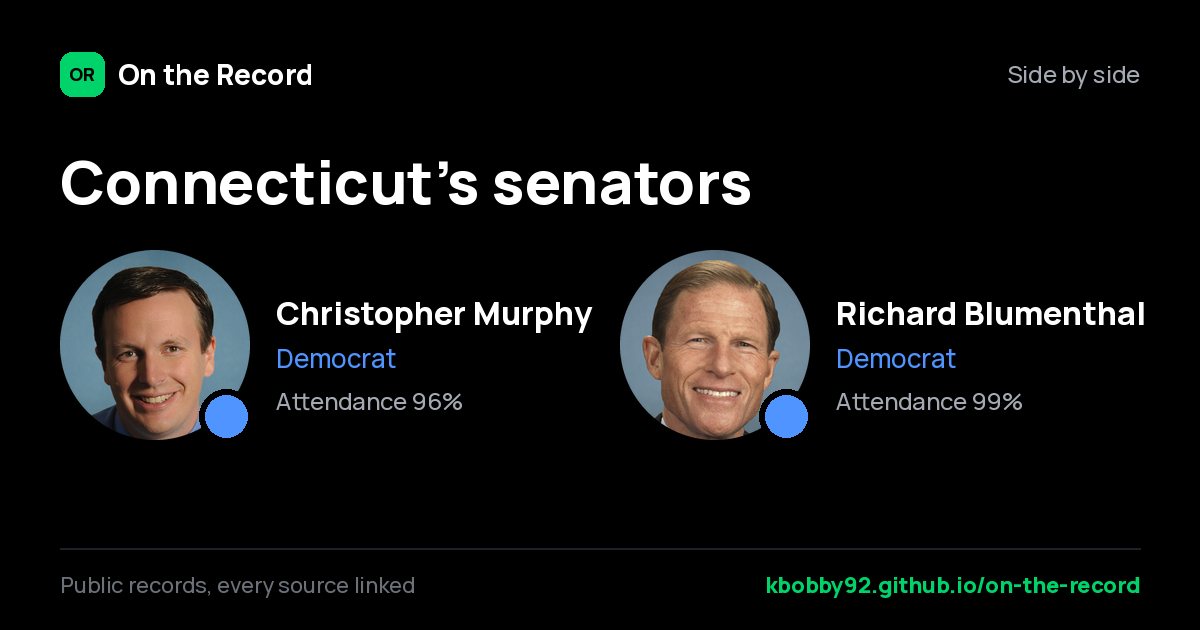 OR On the Record
Side by side
Connecticut’s senators
Christopher Murphy
Democrat
Attendance 96%
Richard Blumenthal
Democrat
Attendance 99%
Public records, every source linked
kbobby92.github.io/on-the-record